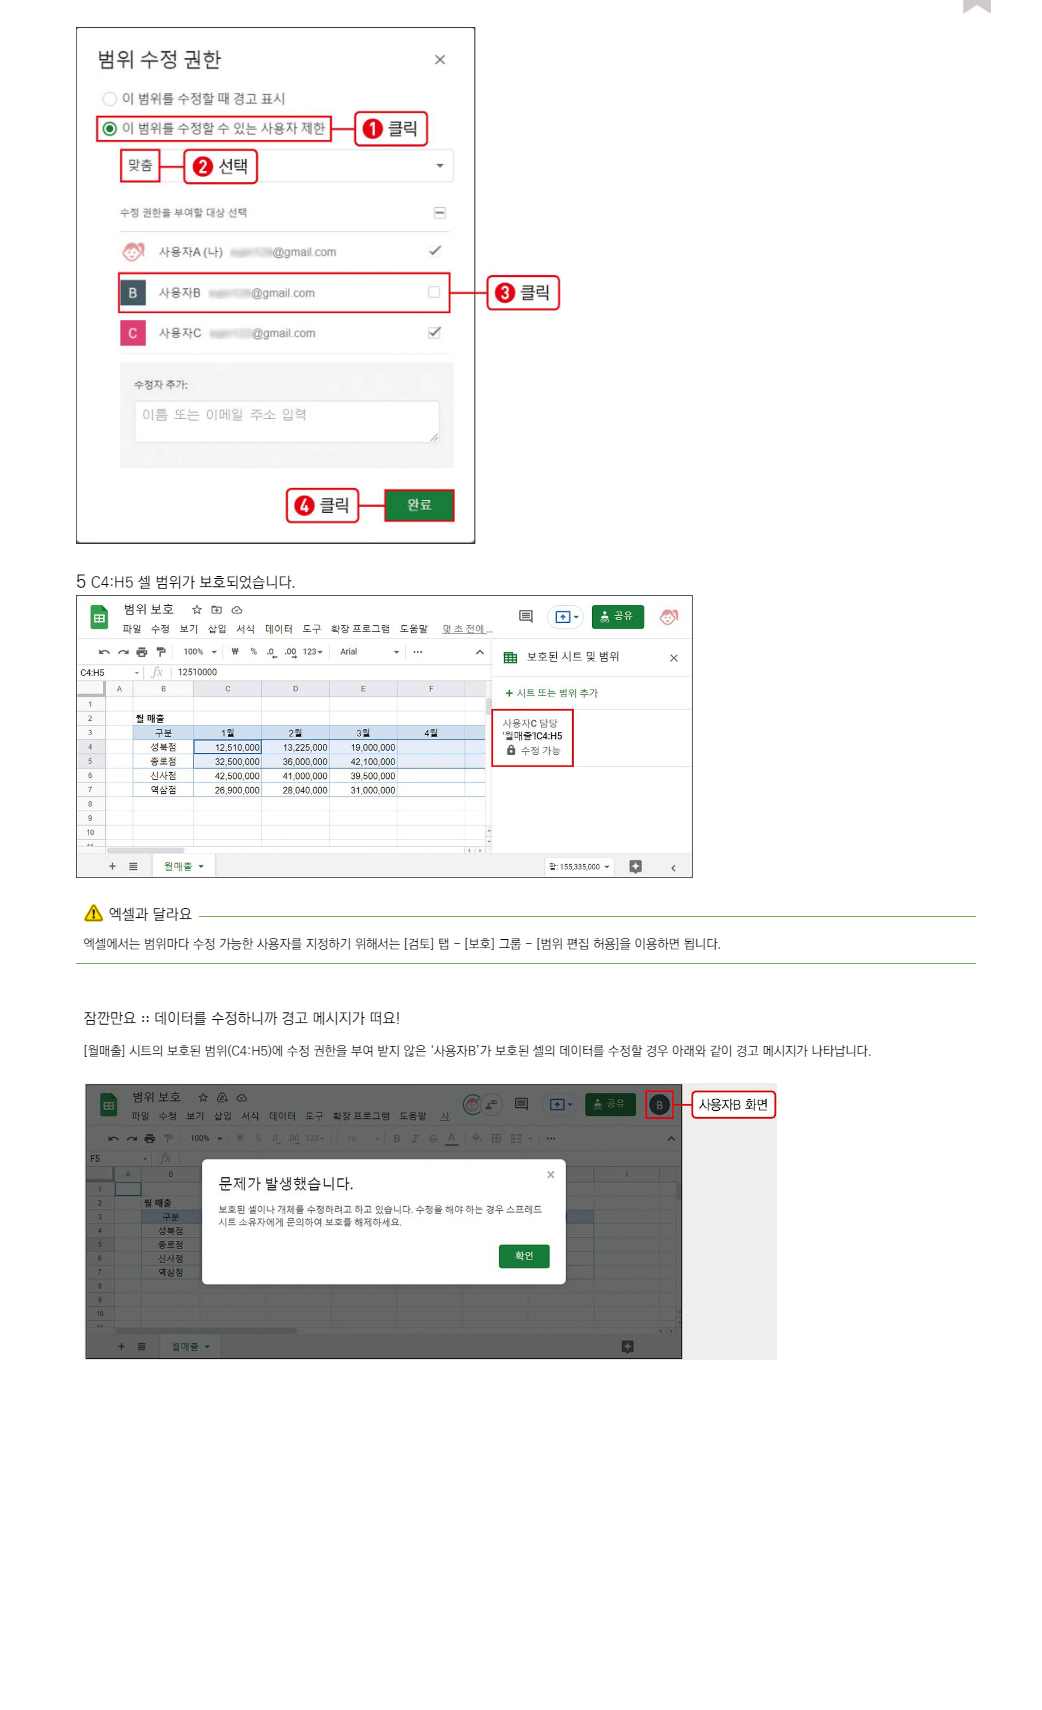 범위 수정 권한
이 범위를 수정할 때 경고 표시
이 범위를 수정할 수 있는 사용자 제한
1 클릭
맞춤
2 선택
수정 권한을 부여할 대상 선택
사용자A (나) @gmail.com
B 사용자B @gmail.com
3 클릭
C 사용자C @gmail.com
수정자 추가:
이름 또는 이메일 주소 입력
4 클릭
완료
5 C4:H5 셀 범위가 보호되었습니다.
범위 보호
공유
파일 수정 보기 삽입 서식 데이터 도구 확장 프로그램 도움말 몇 초 전에 ...
100% ₩ % .0 .00 123 Arial
보호된 시트 및 범위
C4:H5 fx 12510000
A B C D E F
+ 시트 또는 범위 추가
1
2 월 매출
3 구분 1월 2월 3월 4월
4 성북점 12,510,000 13,225,000 19,000,000
5 종로점 32,500,000 36,000,000 42,100,000
6 신사점 42,500,000 41,000,000 39,500,000
7 역삼점 26,900,000 28,040,000 31,000,000
8
9
10
사용자C 담당
'월매출'!C4:H5
수정 가능
월매출
합: 155,335,000
엑셀과 달라요
엑셀에서는 범위마다 수정 가능한 사용자를 지정하기 위해서는 [검토] 탭 - [보호] 그룹 - [범위 편집 허용]을 이용하면 됩니다.
잠깐만요 :: 데이터를 수정하니까 경고 메시지가 떠요!
[월매출] 시트의 보호된 범위(C4:H5)에 수정 권한을 부여 받지 않은 '사용자B'가 보호된 셀의 데이터를 수정할 경우 아래와 같이 경고 메시지가 나타납니다.
범위 보호
공유
B
사용자B 화면
파일 수정 보기 삽입 서식 데이터 도구 확장 프로그램 도움말
100% ₩ % .0 .00 123 10 B I S A
F5 fx
A B I
1
2 월 매출
3 구분
4 성북점
5 종로점
6 신사점
7 역삼점
8
9
10
문제가 발생했습니다.
보호된 셀이나 개체를 수정하려고 하고 있습니다. 수정을 해야 하는 경우 스프레드
시트 소유자에게 문의하여 보호를 해제하세요.
확인
월매출